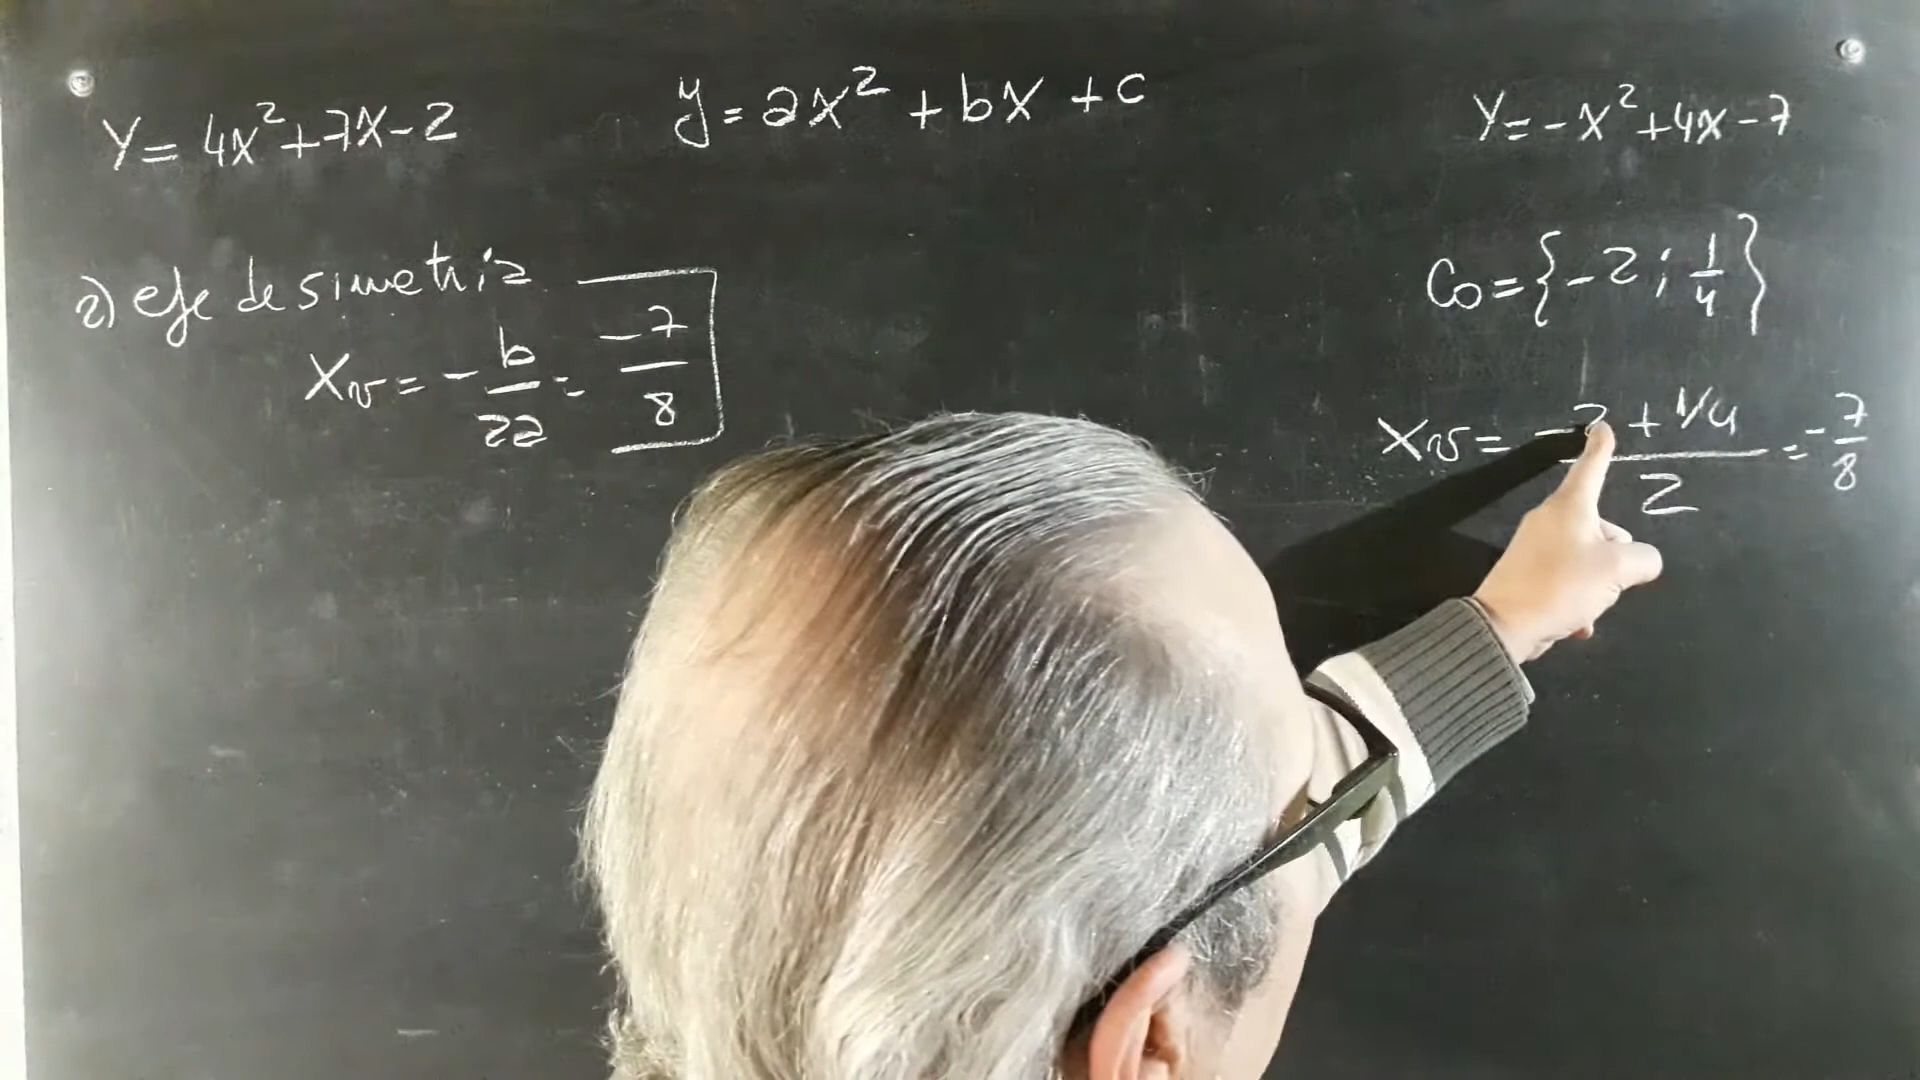 Y = 4x²+7x-2
y = ax² + bx + c
Y = -x²+4x-7
a) eje de simetria
Xv = - b/2a = -7/8
C₀ = {-2 ; 1/4}
Xv = -2 + 1/4 / 2 = -7/8